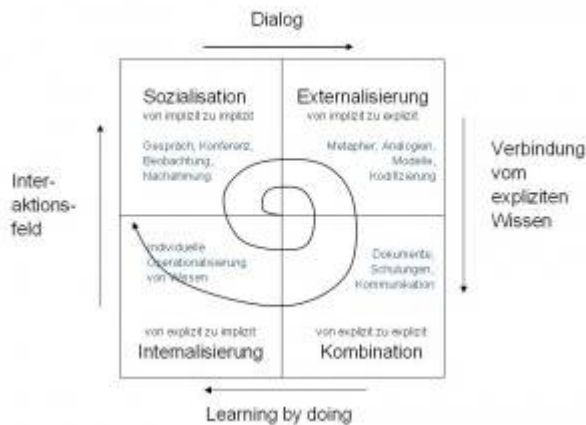 Dialog
Sozialisation
von implizit zu implizit
Gespräch, Konferenz,
Beobachtung,
Nachahmung
Externalisierung
von implizit zu explizit
Metapher, Analogien,
Modelle,
Kodifizierung
Inter-
aktions-
feld
Verbindung
vom
expliziten
Wissen
Individuelle
Operationalisierung
von Wissen
von explizit zu implizit
Internalisierung
Dokumente,
Schulungen,
Kommunikation
von explizit zu explizit
Kombination
Learning by doing